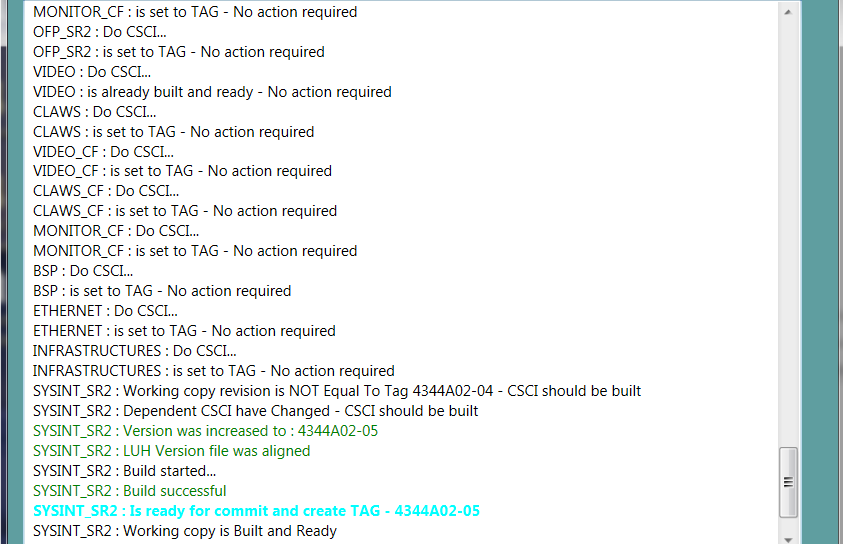 MONITOR_CF : is set to TAG - No action required
OFP_SR2 : Do CSCI...
OFP_SR2 : is set to TAG - No action required
VIDEO : Do CSCI...
VIDEO : is already built and ready - No action required
CLAWS : Do CSCI...
CLAWS : is set to TAG - No action required
VIDEO_CF : Do CSCI...
VIDEO_CF : is set to TAG - No action required
CLAWS_CF : Do CSCI...
CLAWS_CF : is set to TAG - No action required
MONITOR_CF : Do CSCI...
MONITOR_CF : is set to TAG - No action required
BSP : Do CSCI...
BSP : is set to TAG - No action required
ETHERNET : Do CSCI...
ETHERNET : is set to TAG - No action required
INFRASTRUCTURES : Do CSCI...
INFRASTRUCTURES : is set to TAG - No action required
SYSINT_SR2 : Working copy revision is NOT Equal To Tag 4344A02-04 - CSCI should be built
SYSINT_SR2 : Dependent CSCI have Changed - CSCI should be built
SYSINT_SR2 : Version was increased to : 4344A02-05
SYSINT_SR2 : LUH Version file was aligned
SYSINT_SR2 : Build started...
SYSINT_SR2 : Build successful
SYSINT_SR2 : Is ready for commit and create TAG - 4344A02-05
SYSINT_SR2 : Working copy is Built and Ready